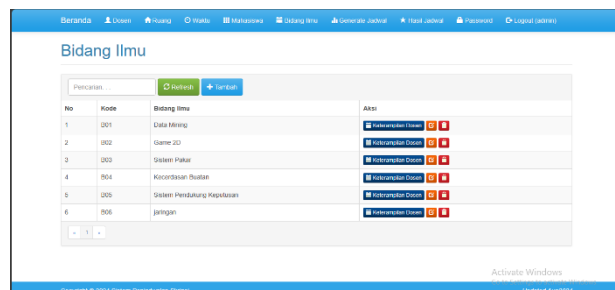 Beranda Dosen Ruang Waktu Mahasiswa Bidang Ilmu Generate Jadwal Hasil Jadwal Password Logout (admin)
Bidang Ilmu
Pencarian. . . Refresh Tambah
No Kode Bidang Ilmu Aksi
1 B01 Data Mining Keterampilan Dosen
2 B02 Game 2D Keterampilan Dosen
3 B03 Sistem Pakar Keterampilan Dosen
4 B04 Kecerdasan Buatan Keterampilan Dosen
5 B05 Sistem Pendukung Keputusan Keterampilan Dosen
6 B06 jaringan Keterampilan Dosen
« 1 »
Activate Windows